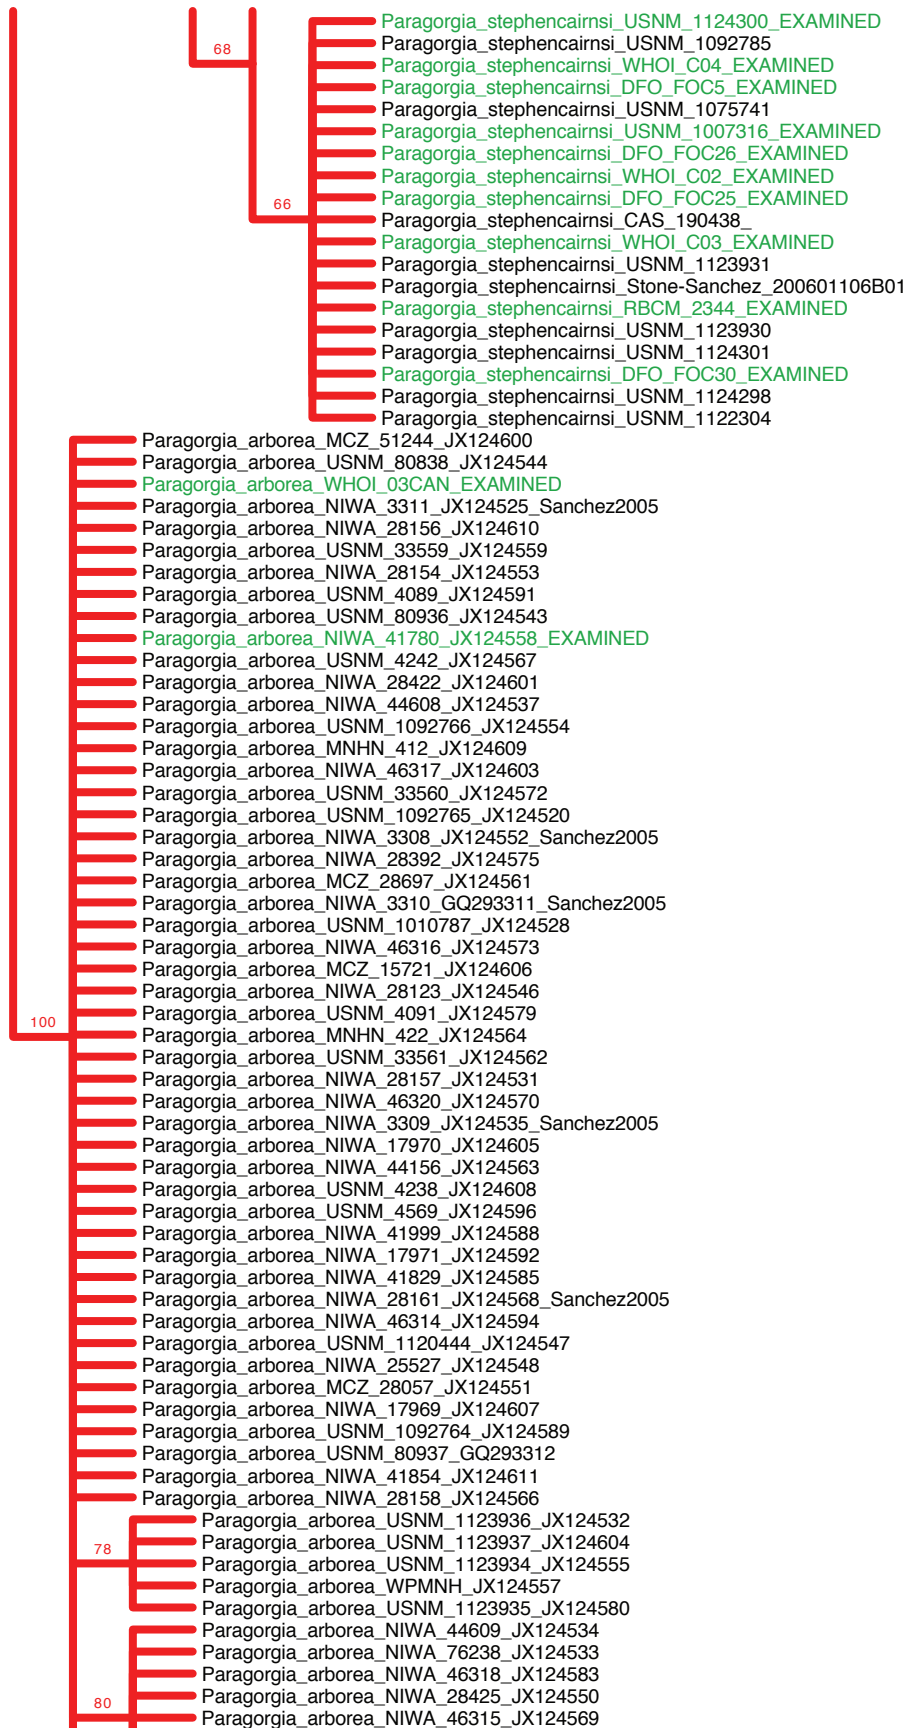 Paragorgia_stephencairnsi_USNM_1124300_EXAMINED
68
Paragorgia_stephencairnsi_USNM_1092785
Paragorgia_stephencairnsi_WHOI_C04_EXAMINED
Paragorgia_stephencairnsi_DFO_FOC5_EXAMINED
Paragorgia_stephencairnsi_USNM_1075741
Paragorgia_stephencairnsi_USNM_1007316_EXAMINED
Paragorgia_stephencairnsi_DFO_FOC26_EXAMINED
Paragorgia_stephencairnsi_WHOI_C02_EXAMINED
Paragorgia_stephencairnsi_DFO_FOC25_EXAMINED
66
Paragorgia_stephencairnsi_CAS_190438_
Paragorgia_stephencairnsi_WHOI_C03_EXAMINED
Paragorgia_stephencairnsi_USNM_1123931
Paragorgia_stephencairnsi_Stone-Sanchez_200601106B01
Paragorgia_stephencairnsi_RBCM_2344_EXAMINED
Paragorgia_stephencairnsi_USNM_1123930
Paragorgia_stephencairnsi_USNM_1124301
Paragorgia_stephencairnsi_DFO_FOC30_EXAMINED
Paragorgia_stephencairnsi_USNM_1124298
Paragorgia_stephencairnsi_USNM_1122304
Paragorgia_arborea_MCZ_51244_JX124600
Paragorgia_arborea_USNM_80838_JX124544
Paragorgia_arborea_WHOI_03CAN_EXAMINED
Paragorgia_arborea_NIWA_3311_JX124525_Sanchez2005
Paragorgia_arborea_NIWA_28156_JX124610
Paragorgia_arborea_USNM_33559_JX124559
Paragorgia_arborea_NIWA_28154_JX124553
Paragorgia_arborea_USNM_4089_JX124591
Paragorgia_arborea_USNM_80936_JX124543
Paragorgia_arborea_NIWA_41780_JX124558_EXAMINED
Paragorgia_arborea_USNM_4242_JX124567
Paragorgia_arborea_NIWA_28422_JX124601
Paragorgia_arborea_NIWA_44608_JX124537
Paragorgia_arborea_USNM_1092766_JX124554
Paragorgia_arborea_MNHN_412_JX124609
Paragorgia_arborea_NIWA_46317_JX124603
Paragorgia_arborea_USNM_33560_JX124572
Paragorgia_arborea_USNM_1092765_JX124520
Paragorgia_arborea_NIWA_3308_JX124552_Sanchez2005
Paragorgia_arborea_NIWA_28392_JX124575
Paragorgia_arborea_MCZ_28697_JX124561
Paragorgia_arborea_NIWA_3310_GQ293311_Sanchez2005
Paragorgia_arborea_USNM_1010787_JX124528
Paragorgia_arborea_NIWA_46316_JX124573
Paragorgia_arborea_MCZ_15721_JX124606
Paragorgia_arborea_NIWA_28123_JX124546
Paragorgia_arborea_USNM_4091_JX124579
100
Paragorgia_arborea_MNHN_422_JX124564
Paragorgia_arborea_USNM_33561_JX124562
Paragorgia_arborea_NIWA_28157_JX124531
Paragorgia_arborea_NIWA_46320_JX124570
Paragorgia_arborea_NIWA_3309_JX124535_Sanchez2005
Paragorgia_arborea_NIWA_17970_JX124605
Paragorgia_arborea_NIWA_44156_JX124563
Paragorgia_arborea_USNM_4238_JX124608
Paragorgia_arborea_USNM_4569_JX124596
Paragorgia_arborea_NIWA_41999_JX124588
Paragorgia_arborea_NIWA_17971_JX124592
Paragorgia_arborea_NIWA_41829_JX124585
Paragorgia_arborea_NIWA_28161_JX124568_Sanchez2005
Paragorgia_arborea_NIWA_46314_JX124594
Paragorgia_arborea_USNM_1120444_JX124547
Paragorgia_arborea_NIWA_25527_JX124548
Paragorgia_arborea_MCZ_28057_JX124551
Paragorgia_arborea_NIWA_17969_JX124607
Paragorgia_arborea_USNM_1092764_JX124589
Paragorgia_arborea_USNM_80937_GQ293312
Paragorgia_arborea_NIWA_41854_JX124611
Paragorgia_arborea_NIWA_28158_JX124566
Paragorgia_arborea_USNM_1123936_JX124532
Paragorgia_arborea_USNM_1123937_JX124604
78
Paragorgia_arborea_USNM_1123934_JX124555
Paragorgia_arborea_WPMNH_JX124557
Paragorgia_arborea_USNM_1123935_JX124580
Paragorgia_arborea_NIWA_44609_JX124534
Paragorgia_arborea_NIWA_76238_JX124533
Paragorgia_arborea_NIWA_46318_JX124583
Paragorgia_arborea_NIWA_28425_JX124550
80
Paragorgia_arborea_NIWA_46315_JX124569